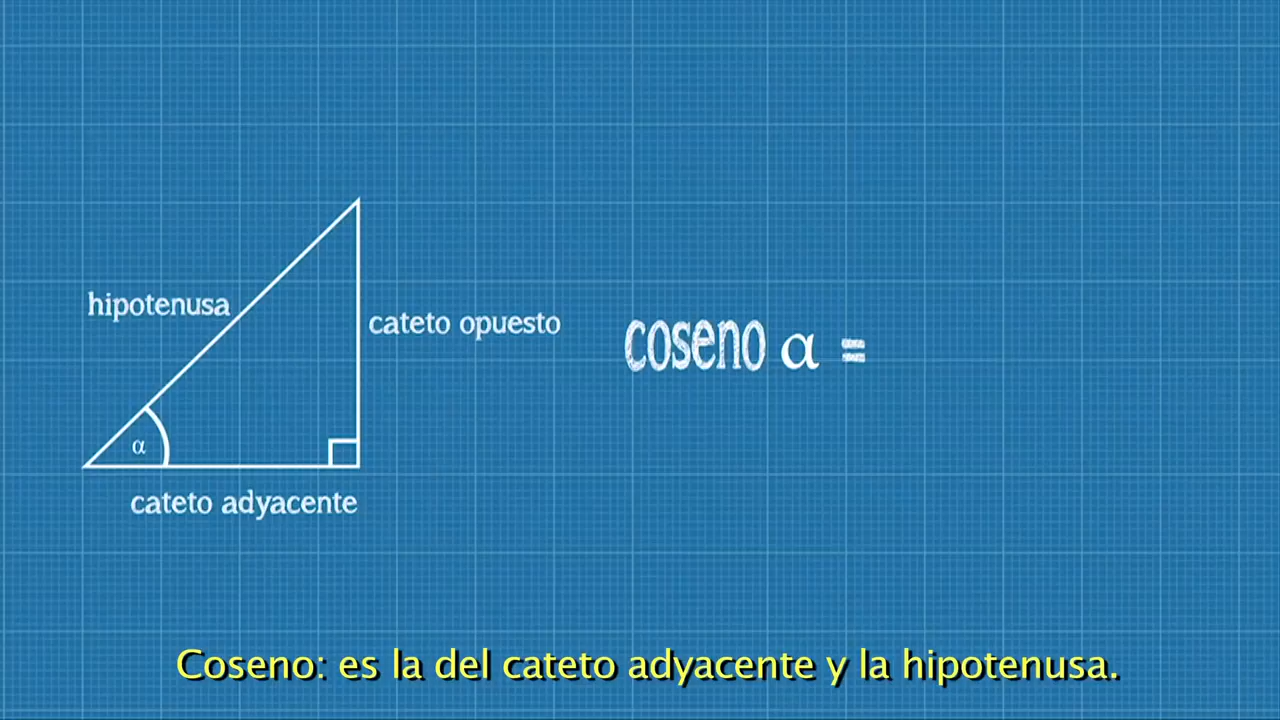 hipotenusa
cateto opuesto
coseno α =
α
cateto adyacente
Coseno: es la del cateto adyacente y la hipotenusa.